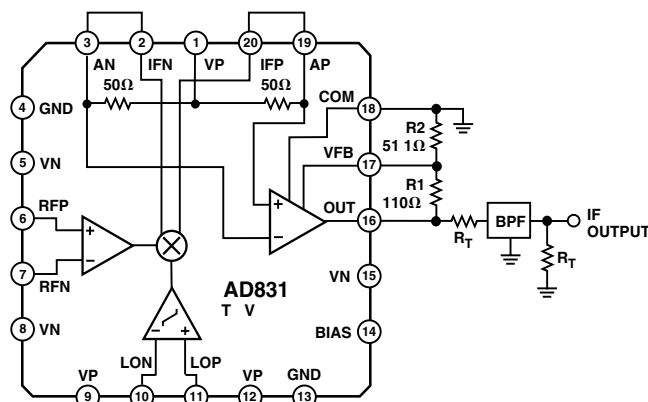 3 2 1 20 19
AN IFN VP IFP AP
50Ω 50Ω
COM 18
4 GND
R2
51 1Ω
VFB 17
5 VN
R1
110Ω
6 RFP
OUT 16
BPF
IF
OUTPUT
RT
RT
+ −
+ −
7 RFN
VN 15
AD831
T V
8 VN
BIAS 14
− +
LON LOP
VP VP GND
9 10 11 12 13